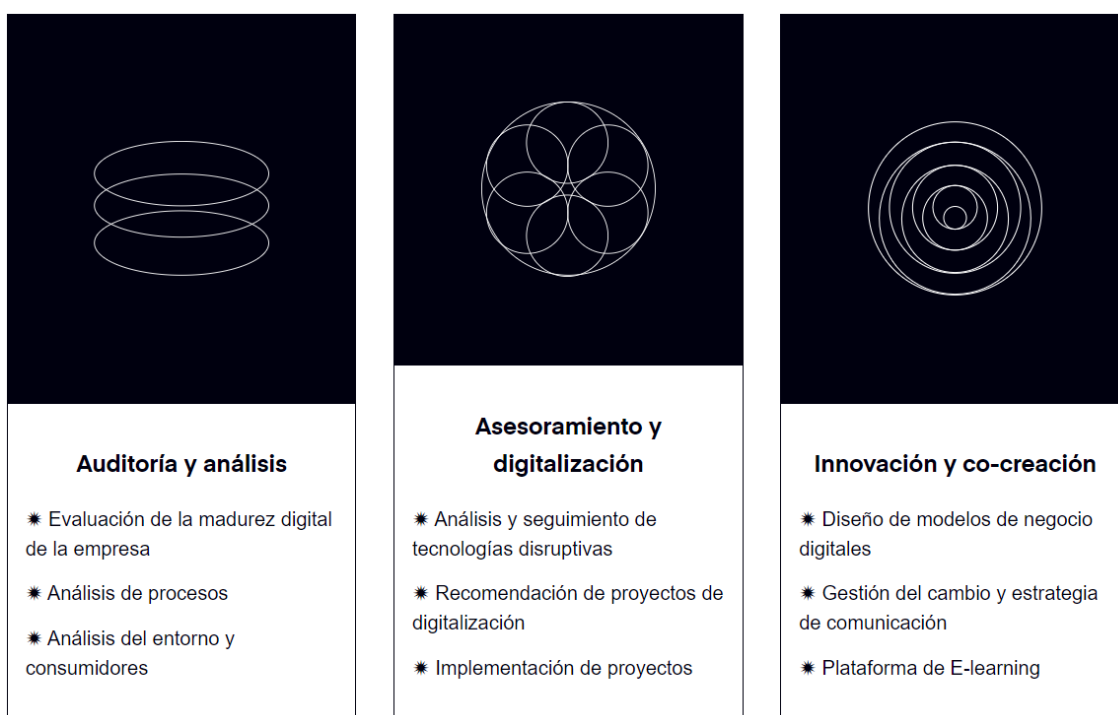 Auditoría y análisis
✹ Evaluación de la madurez digital
de la empresa
✹ Análisis de procesos
✹ Análisis del entorno y
consumidores
Asesoramiento y
digitalización
✹ Análisis y seguimiento de
tecnologías disruptivas
✹ Recomendación de proyectos de
digitalización
✹ Implementación de proyectos
Innovación y co-creación
✹ Diseño de modelos de negocio
digitales
✹ Gestión del cambio y estrategia
de comunicación
✹ Plataforma de E-learning